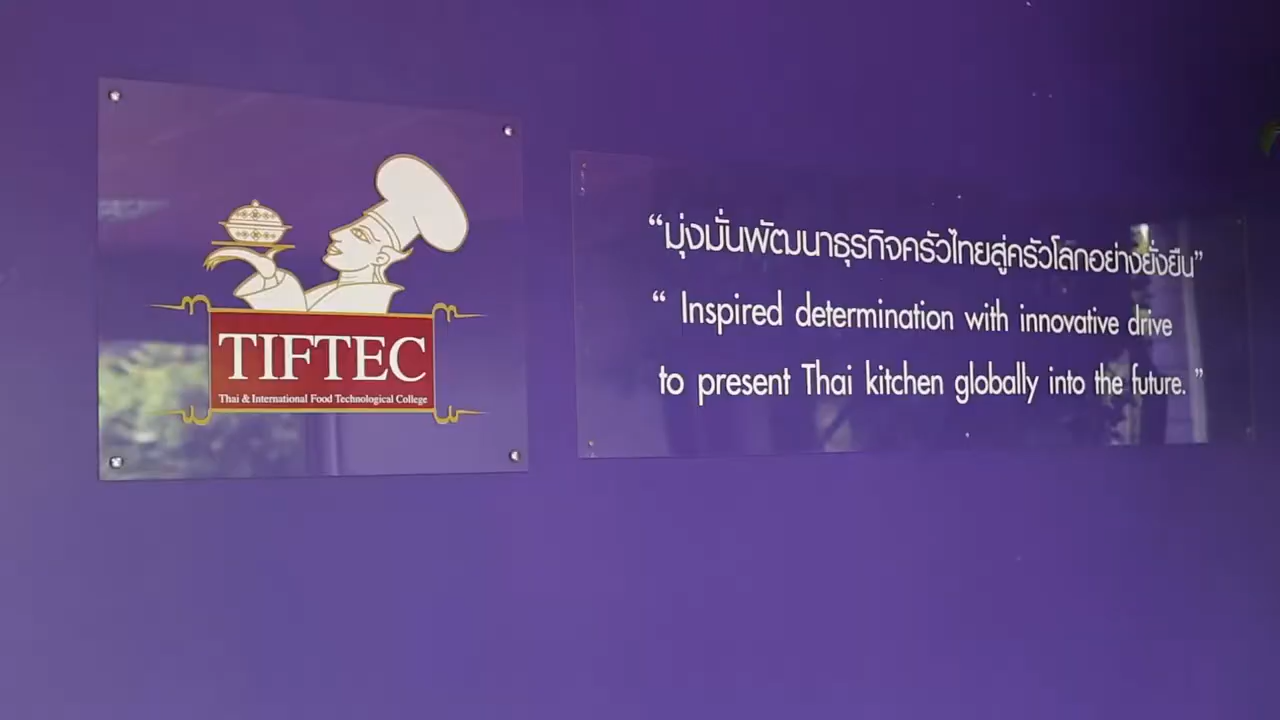 TIFTEC
Thai & International Food Technological College
“มุ่งมั่นพัฒนาธุรกิจครัวไทยสู่ครัวโลกอย่างยั่งยืน”
“ Inspired determination with innovative drive
to present Thai kitchen globally into the future. ”